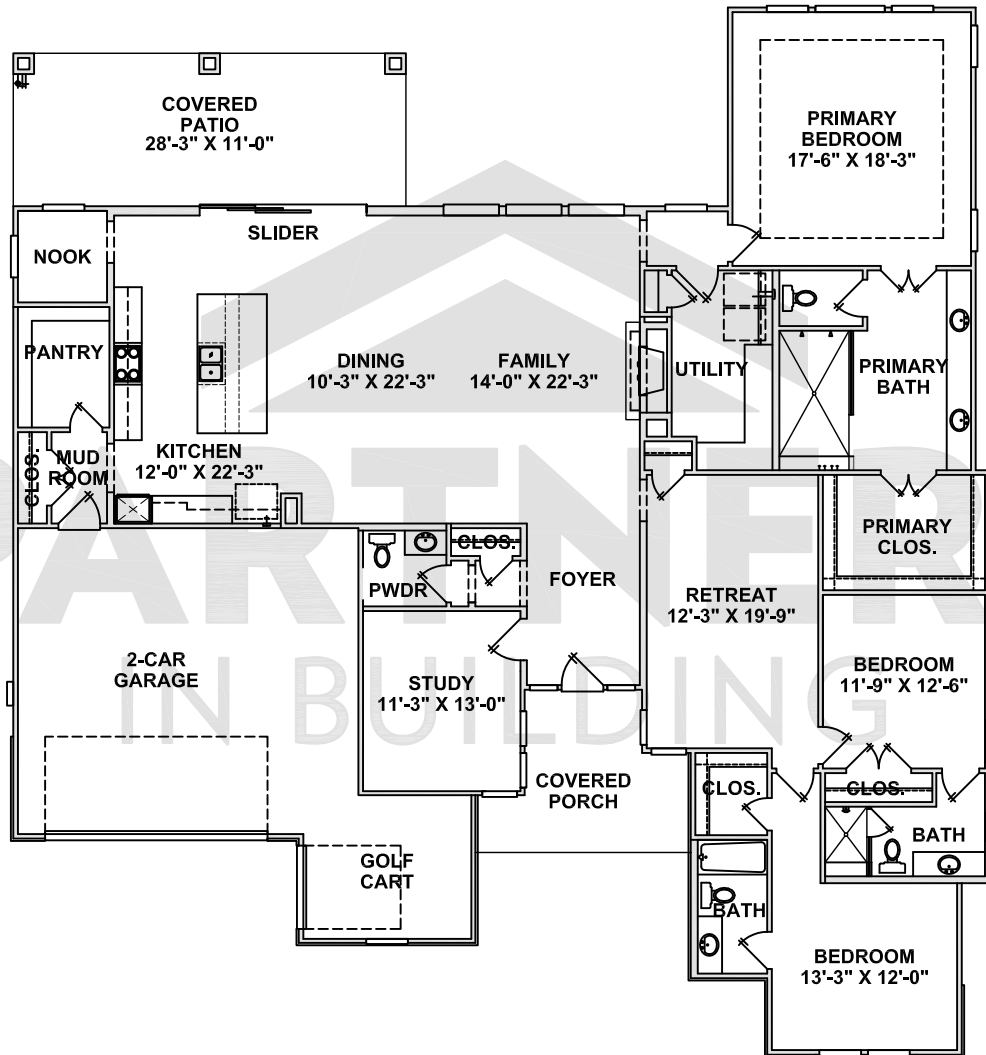 COVERED
PATIO
28'-3" X 11'-0"
PRIMARY
BEDROOM
17'-6" X 18'-3"
SLIDER
NOOK
PANTRY
DINING
10'-3" X 22'-3"
FAMILY
14'-0" X 22'-3"
UTILITY
PRIMARY
BATH
KITCHEN
12'-0" X 22'-3"
MUD
ROOM
CLOS.
PRIMARY
CLOS.
CLOS.
PWDR
FOYER
RETREAT
12'-3" X 19'-9"
2-CAR
GARAGE
STUDY
11'-3" X 13'-0"
BEDROOM
11'-9" X 12'-6"
COVERED
PORCH
CLOS.
CLOS.
BATH
GOLF
CART
BATH
BEDROOM
13'-3" X 12'-0"
PARTNER
IN BUILDING